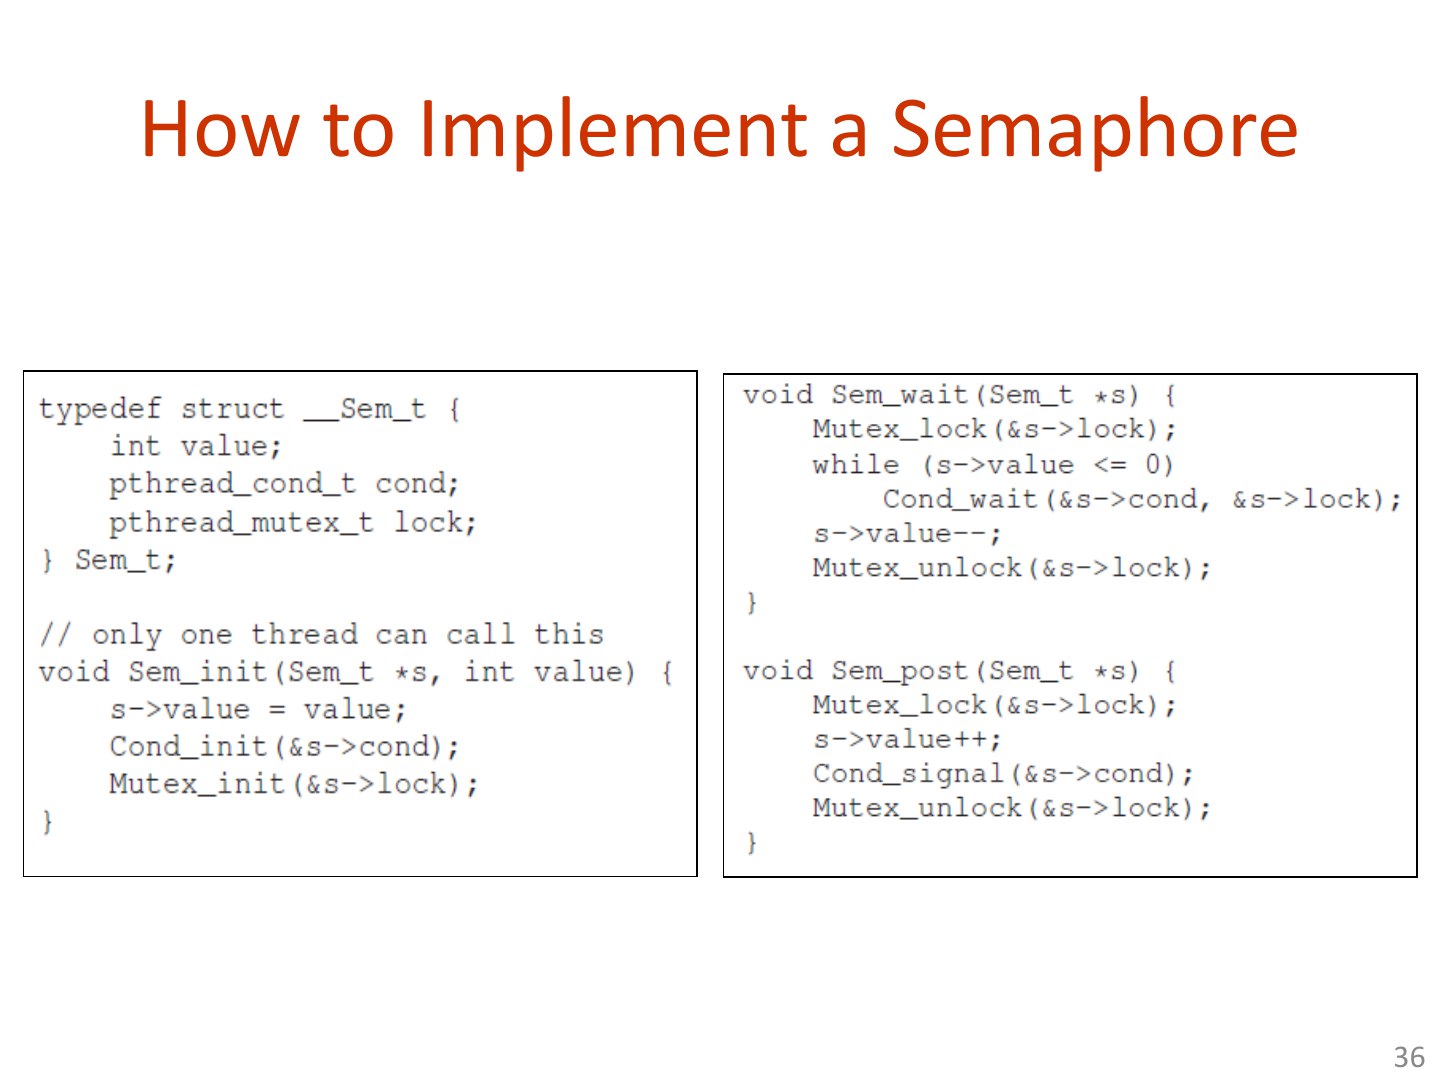 How to Implement a Semaphore
typedef struct __Sem_t {
    int value;
    pthread_cond_t cond;
    pthread_mutex_t lock;
} Sem_t;

// only one thread can call this
void Sem_init(Sem_t *s, int value) {
    s->value = value;
    Cond_init(&s->cond);
    Mutex_init(&s->lock);
}
void Sem_wait(Sem_t *s) {
    Mutex_lock(&s->lock);
    while (s->value <= 0)
        Cond_wait(&s->cond, &s->lock);
    s->value--;
    Mutex_unlock(&s->lock);
}

void Sem_post(Sem_t *s) {
    Mutex_lock(&s->lock);
    s->value++;
    Cond_signal(&s->cond);
    Mutex_unlock(&s->lock);
}
36